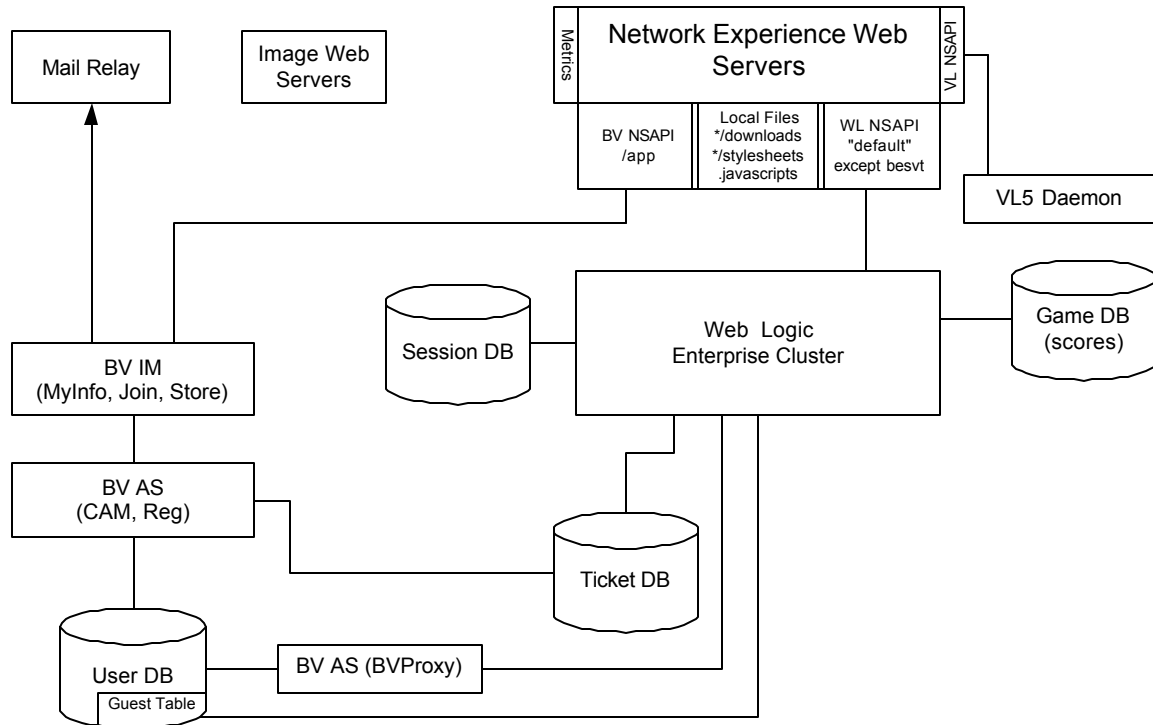 Mail Relay
Image Web
Servers
Metrics
Network Experience Web
Servers
VL NSAPI
BV NSAPI
/app
Local Files
*/downloads
*/stylesheets
.javascripts
WL NSAPI
"default"
except besvt
VL5 Daemon
Session DB
Web Logic
Enterprise Cluster
Game DB
(scores)
BV IM
(MyInfo, Join, Store)
BV AS
(CAM, Reg)
Ticket DB
User DB
Guest Table
BV AS (BVProxy)